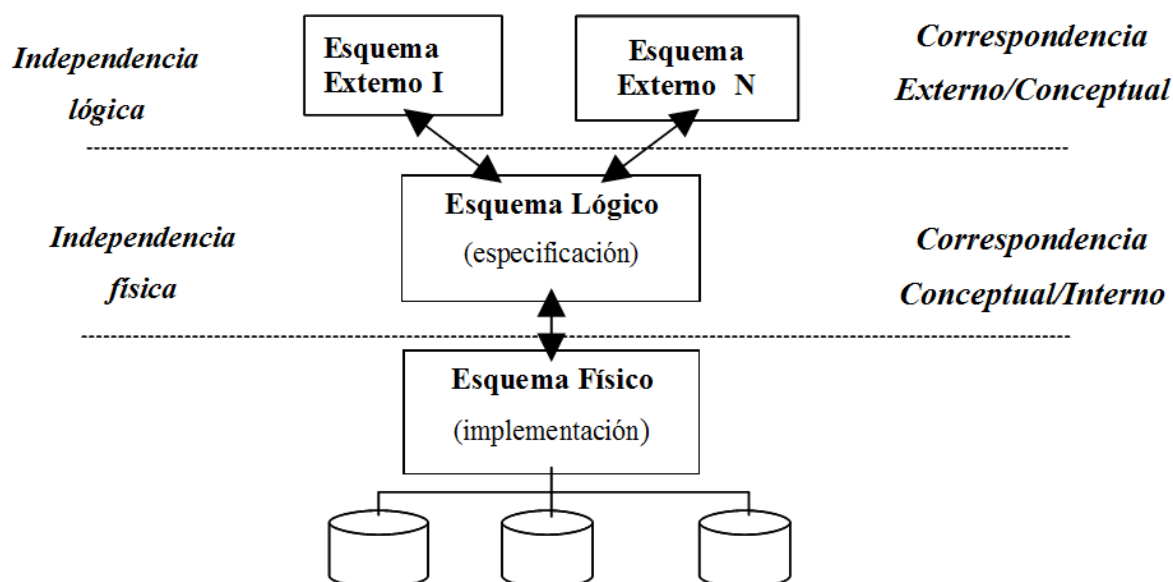 Independencia
lógica
Esquema
Externo I
Esquema
Externo N
Correspondencia
Externo/Conceptual
Independencia
física
Esquema Lógico
(especificación)
Correspondencia
Conceptual/Interno
Esquema Físico
(implementación)